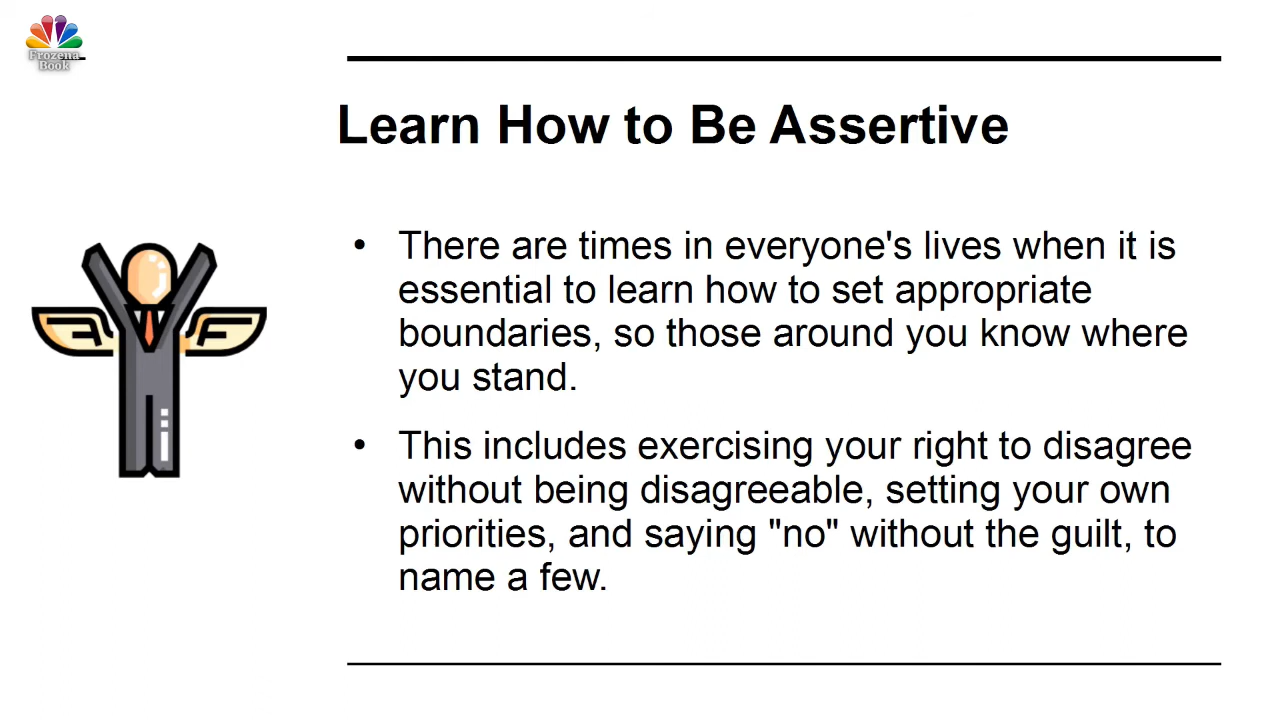 Frozena
Book
Learn How to Be Assertive
• There are times in everyone's lives when it is
essential to learn how to set appropriate
boundaries, so those around you know where
you stand.
• This includes exercising your right to disagree
without being disagreeable, setting your own
priorities, and saying "no" without the guilt, to
name a few.